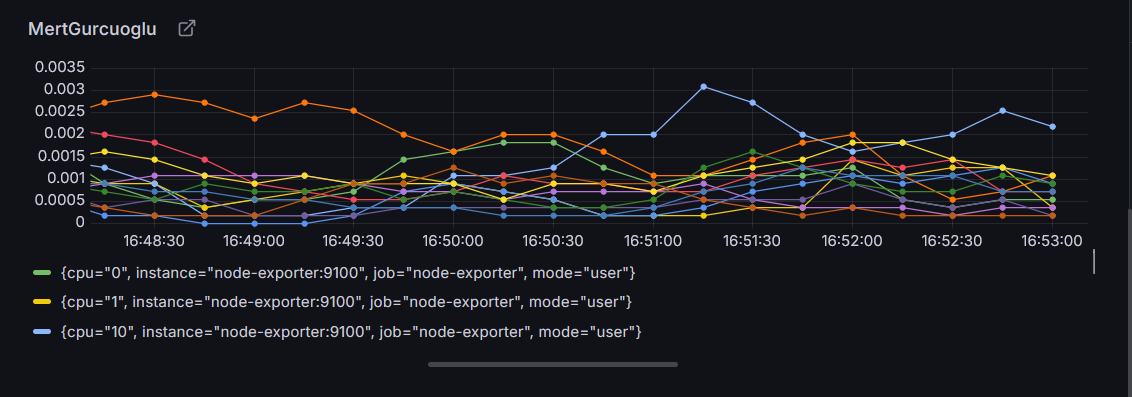 MertGurcuoglu
0.0035
0.003
0.0025
0.002
0.0015
0.001
0.0005
0
16:48:30 16:49:00 16:49:30 16:50:00 16:50:30 16:51:00 16:51:30 16:52:00 16:52:30 16:53:00
{cpu="0", instance="node-exporter:9100", job="node-exporter", mode="user"}
{cpu="1", instance="node-exporter:9100", job="node-exporter", mode="user"}
{cpu="10", instance="node-exporter:9100", job="node-exporter", mode="user"}